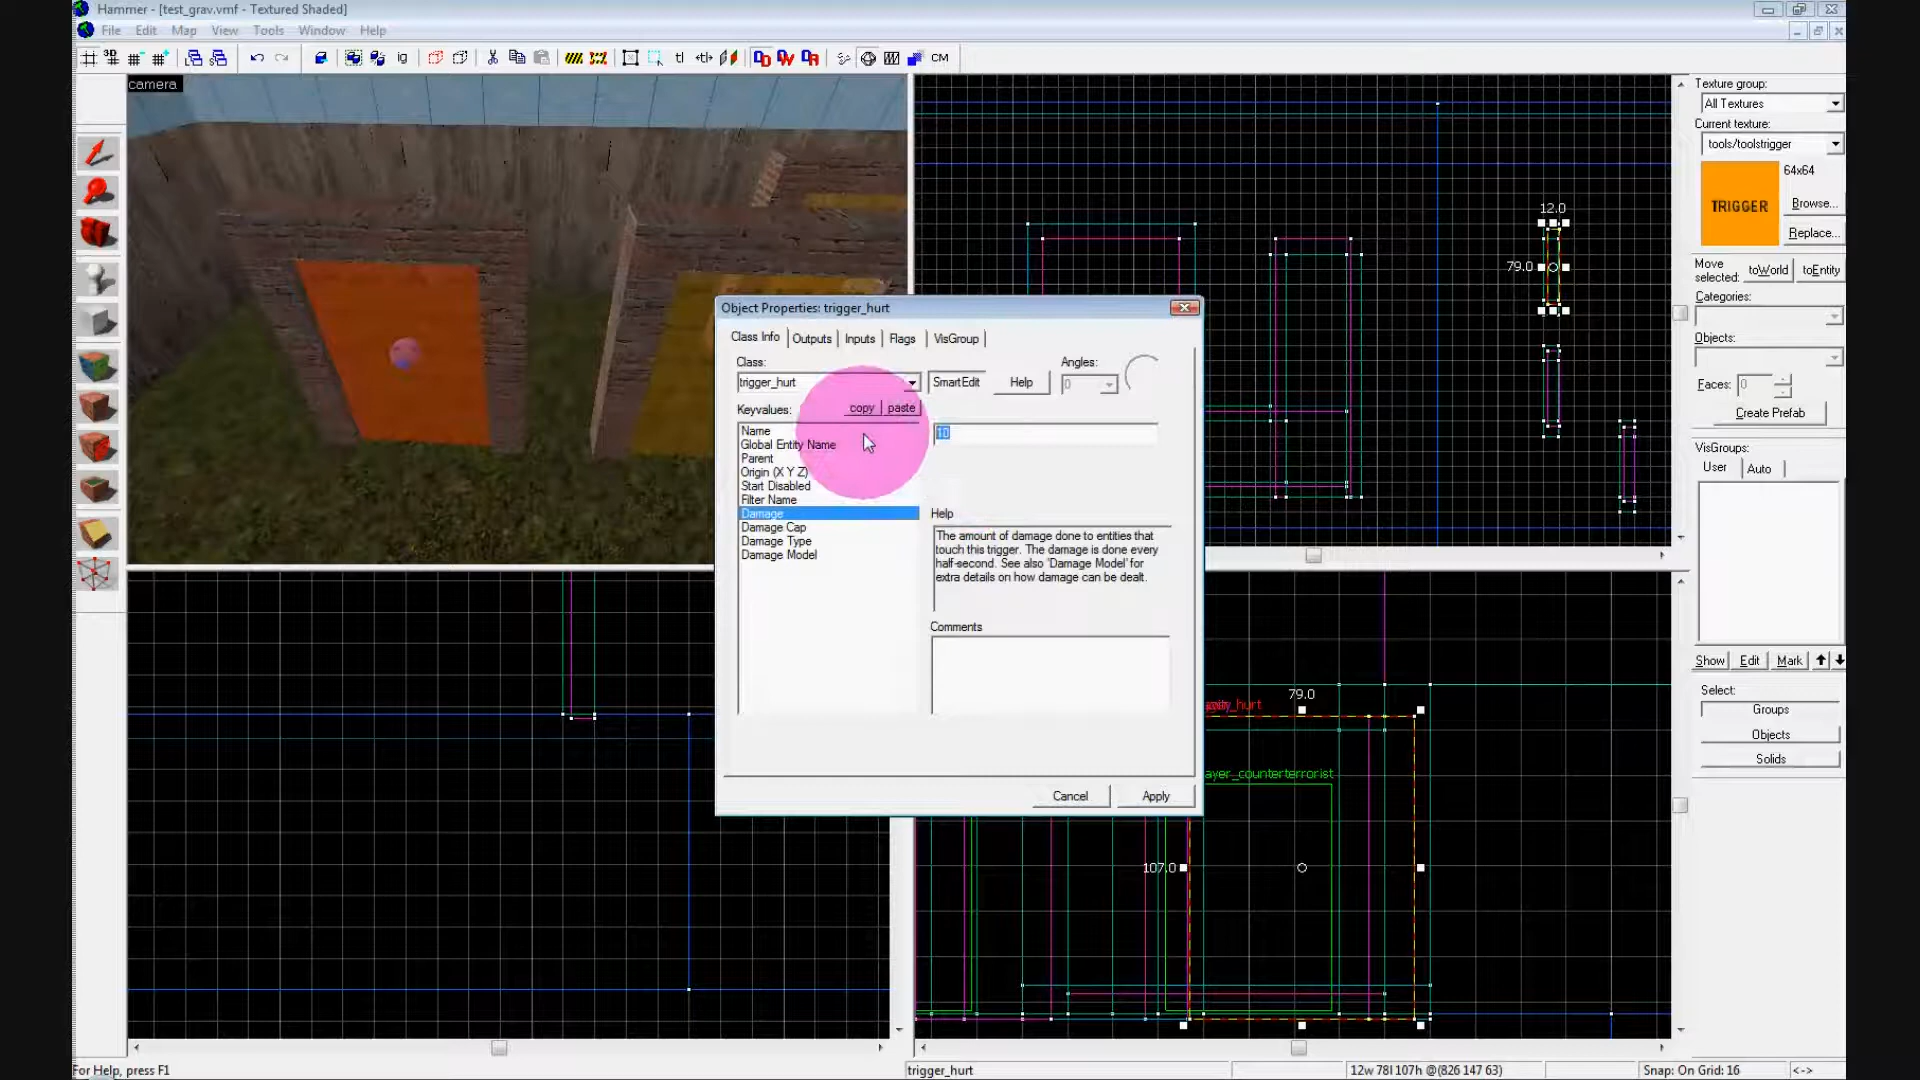 Hammer - [test_grav.vmf - Textured Shaded]
File Edit Map View Tools Window Help
3D
ig
tl
CM
camera
Texture group:
All Textures
Current texture:
tools/toolstrigger
64x64
TRIGGER
Browse...
Replace...
Move selected: toWorld toEntity
Categories:
Objects:
Faces: 0
Create Prefab
VisGroups:
User Auto
Show Edit Mark
Select:
Groups
Objects
Solids
12.0
79.0
Object Properties: trigger_hurt
Class Info Outputs Inputs Flags VisGroup
Class:
trigger_hurt
SmartEdit Help
Angles:
0
Keyvalues: copy paste
Name
Global Entity Name
Parent
Origin (X Y Z)
Start Disabled
Filter Name
Damage
Damage Cap
Damage Type
Damage Model
10
Help
The amount of damage done to entities that
touch this trigger. The damage is done every
half-second. See also 'Damage Model' for
extra details on how damage can be dealt.
Comments
Cancel Apply
79.0
ayer_counterterrorist
107.0
For Help, press F1
trigger_hurt
12w 78l 107h @(826 147 63)
Snap: On Grid: 16
<->